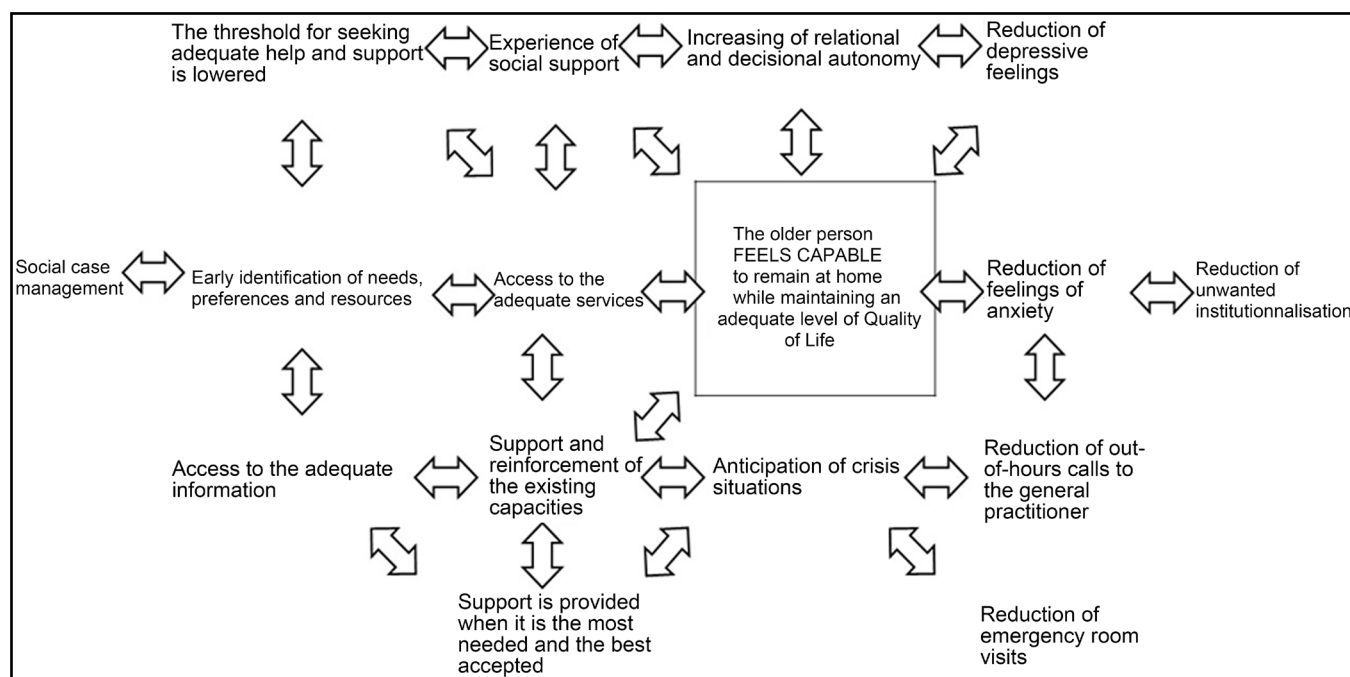 The threshold for seeking
adequate help and support
is lowered
Experience of
social support
Increasing of relational
and decisional autonomy
Reduction of
depressive
feelings
Social case
management
Early identification of needs,
preferences and resources
Access to the
adequate services
The older person
FEELS CAPABLE
to remain at home
while maintaining an
adequate level of Quality
of Life
Reduction of
feelings of
anxiety
Reduction of
unwanted
institutionnalisation
Access to the adequate
information
Support and
reinforcement of
the existing
capacities
Anticipation of crisis
situations
Reduction of out-
of-hours calls to
the general
practitioner
Support is provided
when it is the most
needed and the best
accepted
Reduction of
emergency room
visits